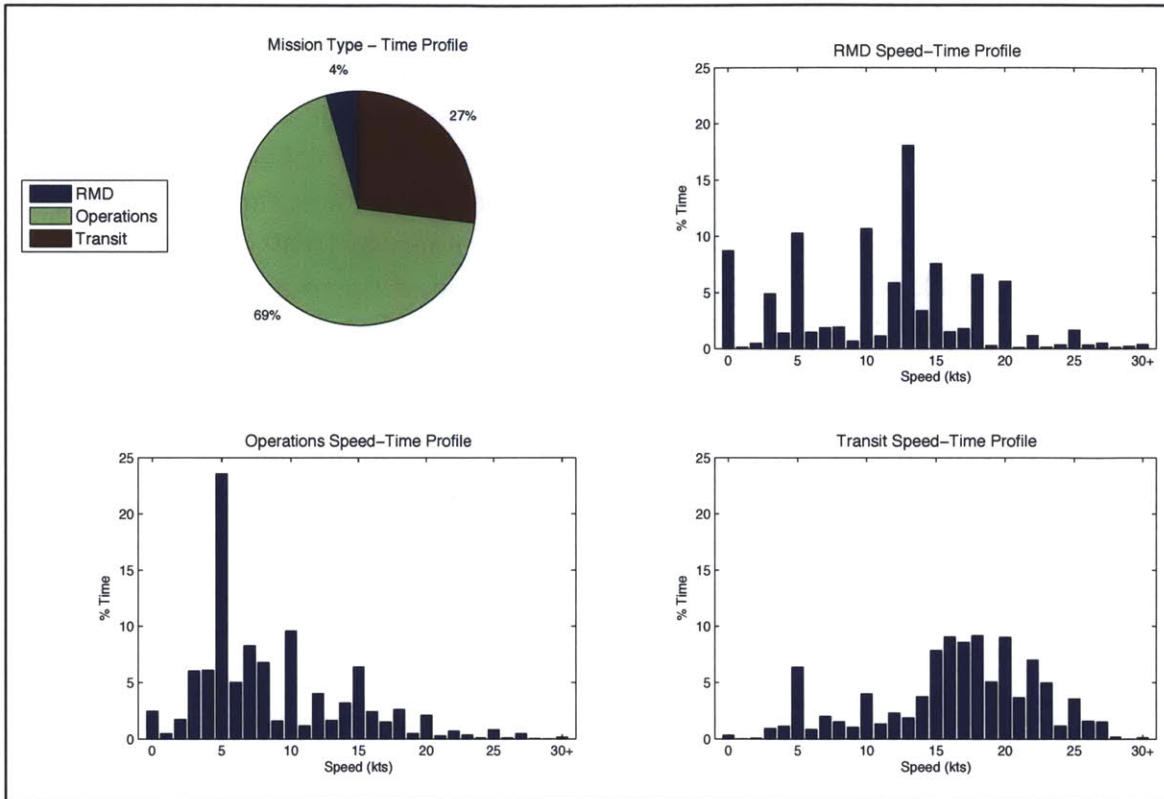 Mission Type – Time Profile
4%
27%
69%
RMD
Operations
Transit
RMD Speed–Time Profile
25
20
15
10
5
0
% Time
0 5 10 15 20 25 30+
Speed (kts)
Operations Speed–Time Profile
25
20
15
10
5
0
% Time
0 5 10 15 20 25 30+
Speed (kts)
Transit Speed–Time Profile
25
20
15
10
5
0
% Time
0 5 10 15 20 25 30+
Speed (kts)